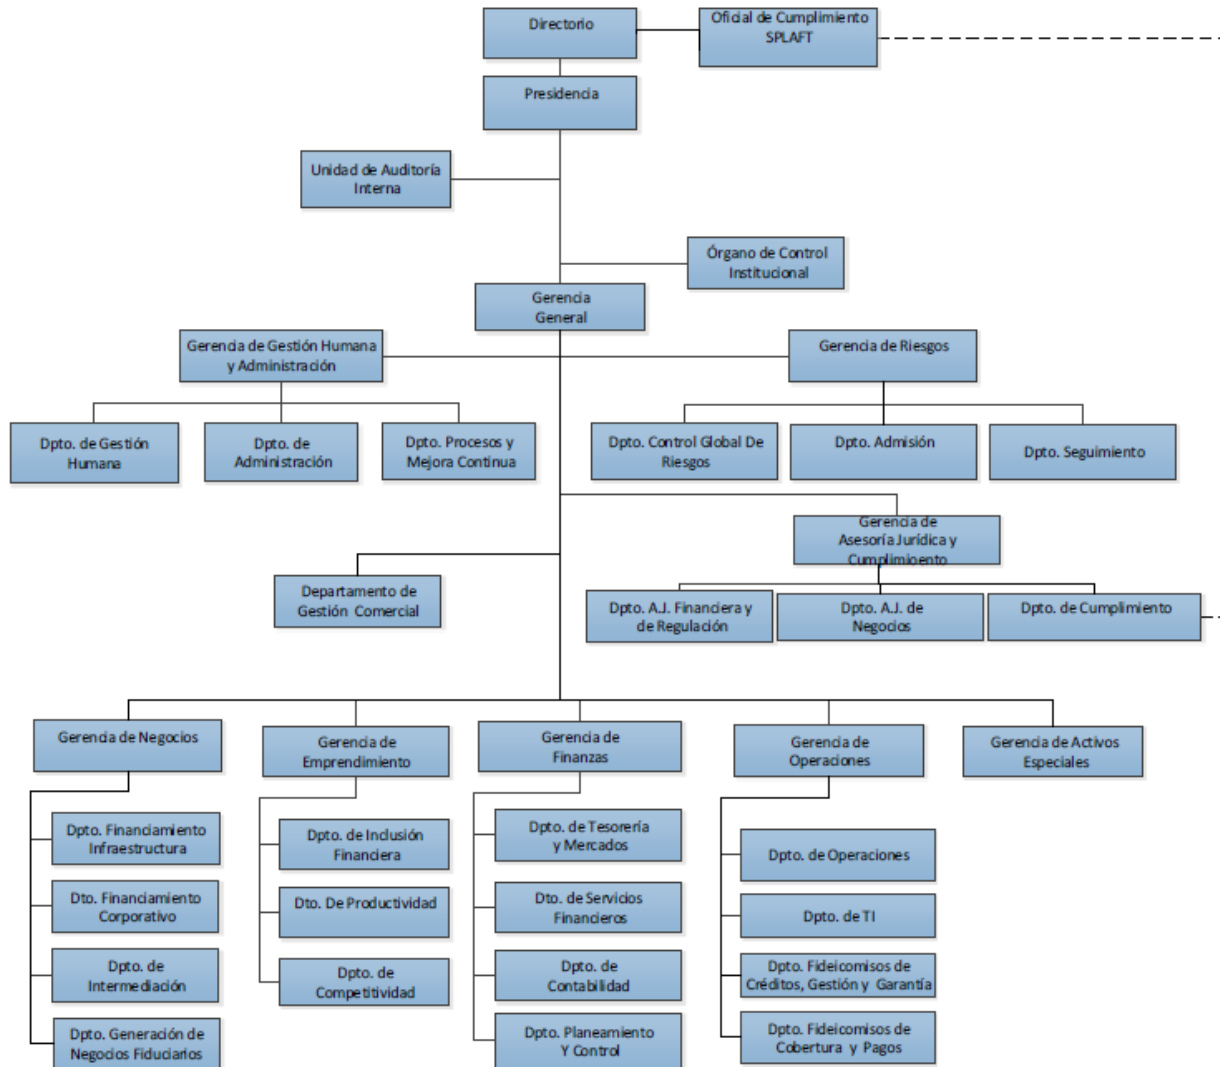 Directorio
Oficial de Cumplimiento
SPLAFT
Presidencia
Unidad de Auditoría
Interna
Órgano de Control
Institucional
Gerencia
General
Gerencia de Gestión Humana
y Administración
Gerencia de Riesgos
Dpto. de Gestión
Humana
Dpto. de
Administración
Dpto. Procesos y
Mejora Continua
Dpto. Control Global De
Riesgos
Dpto. Admisión
Dpto. Seguimiento
Gerencia de
Asesoría Jurídica y
Cumplimioento
Departamento de
Gestión Comercial
Dpto. A.J. Financiera y
de Regulación
Dpto. A.J. de
Negocios
Dpto. de Cumplimiento
Gerencia de Negocios
Gerencia de
Emprendimiento
Gerencia de
Finanzas
Gerencia de
Operaciones
Gerencia de Activos
Especiales
Dpto. Financiamiento
Infraestructura
Dto. Financiamiento
Corporativo
Dpto. de
Intermediación
Dpto. Generación de
Negocios Fiduciarios
Dpto. de Inclusión
Financiera
Dto. De Productividad
Dpto. de
Competitividad
Dpto. de Tesorería
y Mercados
Dto. de Servicios
Financieros
Dpto. de
Contabilidad
Dpto. Planeamiento
Y Control
Dpto. de Operaciones
Dpto. de TI
Dpto. Fideicomisos de
Créditos, Gestión y Garantía
Dpto. Fideicomisos de
Cobertura y Pagos